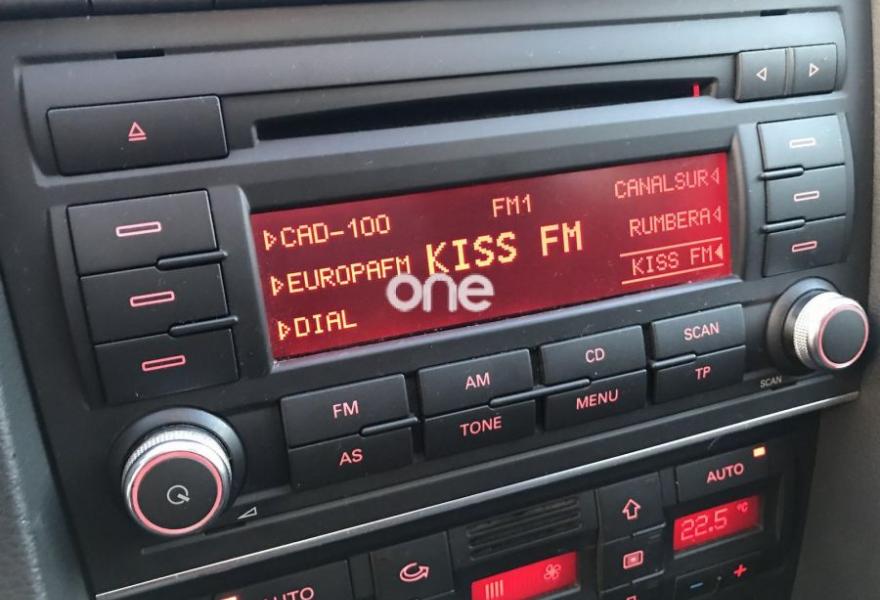 CANALSUR
FM1
CAD-100
RUMBERA
KISS FM
EUROPAFM
KISS FM
one
DIAL
SCAN
CD
AM
FM
TP
MENU
TONE
AS
SCAN
AUTO
22.5 °C
AUTO